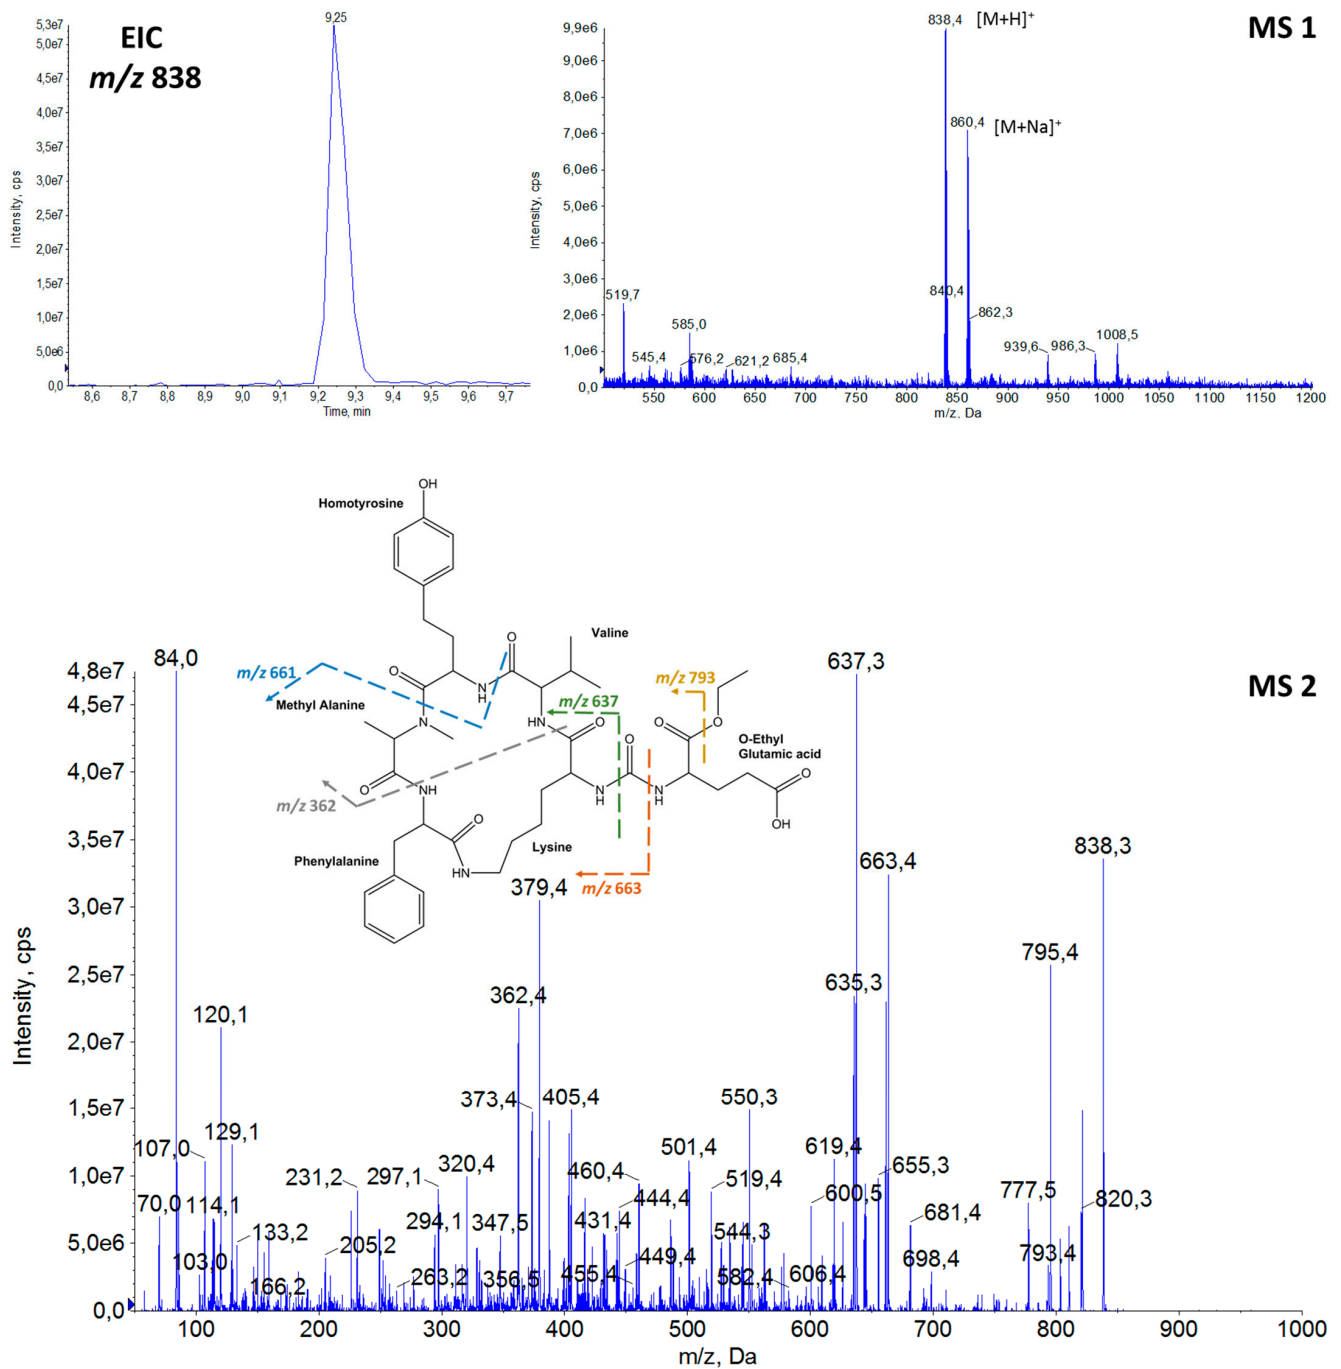 EIC
m/z 838
9,25
5,3e7
5,0e7
4,5e7
4,0e7
3,5e7
3,0e7
2,5e7
2,0e7
1,5e7
1,0e7
5,0e6
0,0
Intensity, cps
8,6 8,7 8,8 8,9 9,0 9,1 9,2 9,3 9,4 9,5 9,6 9,7
Time, min
MS 1
838,4 [M+H]+
860,4 [M+Na]+
9,9e6
9,0e6
8,0e6
7,0e6
6,0e6
5,0e6
4,0e6
3,0e6
2,0e6
1,0e6
0,0
Intensity, cps
519,7
545,4
585,0
576,2
621,2
685,4
840,4
862,3
939,6
986,3
1008,5
550 600 650 700 750 800 850 900 950 1000 1050 1100 1150 1200
m/z, Da
MS 2
OH
Homotyrosine
O
Valine
m/z 661
O
m/z 793
Methyl Alanine
N
H
m/z 637
O
O
O-Ethyl
Glutamic acid
N
CH3
HN
O
O
O
O
m/z 362
NH
N
H
N
H
OH
O
Phenylalanine
HN
Lysine
m/z 663
4,8e7
4,5e7
4,0e7
3,5e7
3,0e7
2,5e7
2,0e7
1,5e7
1,0e7
5,0e6
0,0
Intensity, cps
84,0
637,3
838,3
663,4
379,4
795,4
635,3
362,4
120,1
373,4
405,4
550,3
107,0
129,1
619,4
501,4
655,3
231,2
297,1
320,4
460,4
519,4
600,5
70,0
114,1
444,4
681,4
777,5
820,3
133,2
294,1
347,5
431,4
544,3
103,0
205,2
449,4
698,4
793,4
166,2
263,2
356,5
455,4
582,4
606,4
100 200 300 400 500 600 700 800 900 1000
m/z, Da